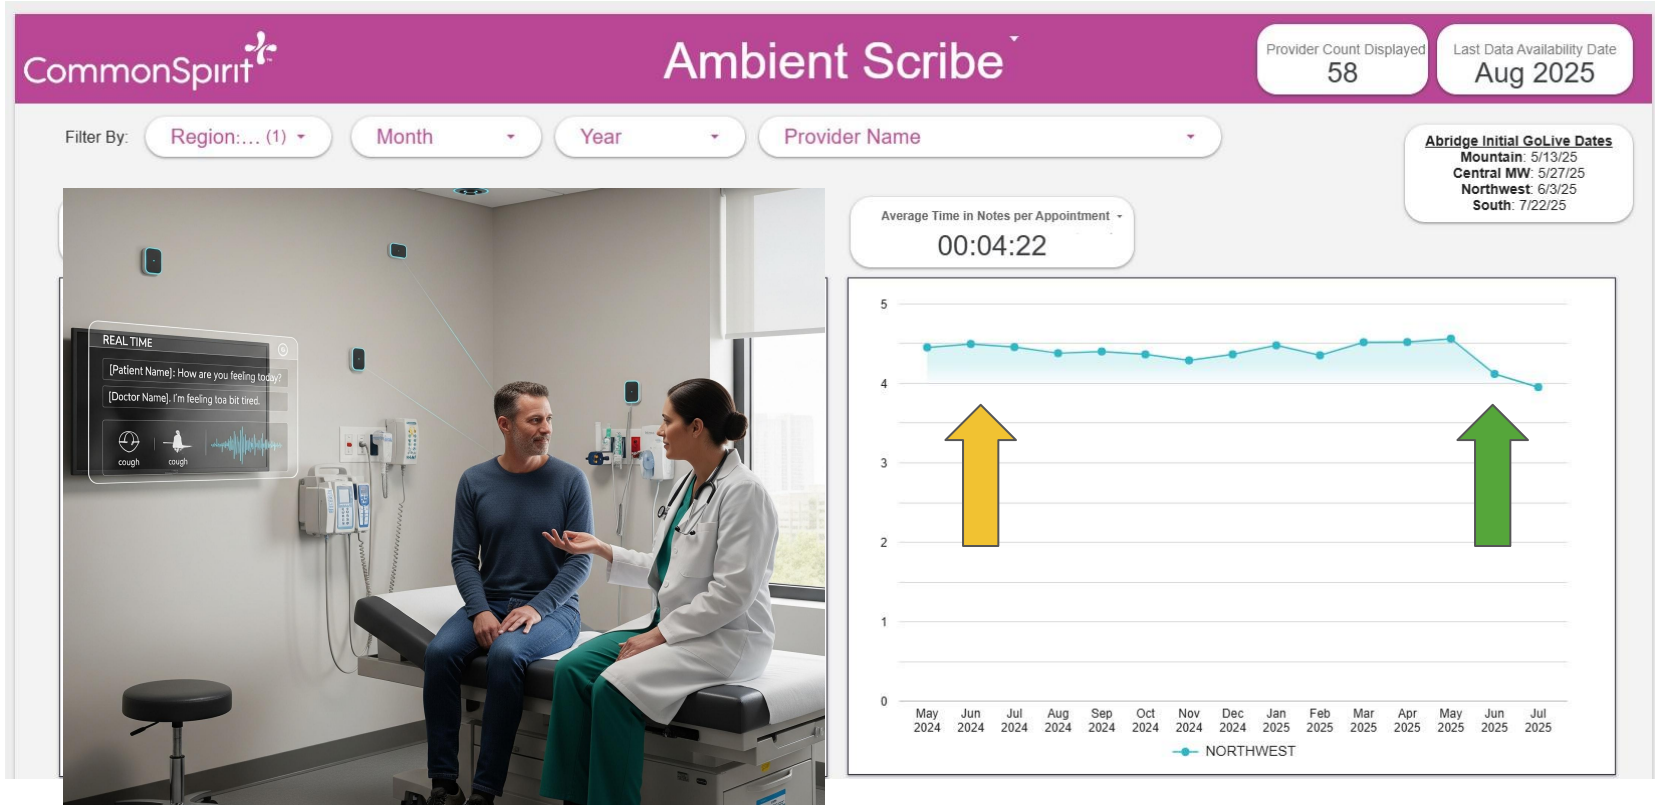 CommonSpirit™
Ambient Scribe
Provider Count Displayed
58
Last Data Availability Date
Aug 2025
Filter By:
Region:... (1)
Month
Year
Provider Name
Abridge Initial GoLive Dates
Mountain: 5/13/25
Central MW: 5/27/25
Northwest: 6/3/25
South: 7/22/25
REAL TIME
[Patient Name]: How are you feeling today?
[Doctor Name]. I'm feeling toa bit tired.
cough cough
Average Time in Notes per Appointment
00:04:22
5
4
3
2
1
0
May Jun Jul Aug Sep Oct Nov Dec Jan Feb Mar Apr May Jun Jul
2024 2024 2024 2024 2024 2024 2024 2024 2025 2025 2025 2025 2025 2025 2025
NORTHWEST